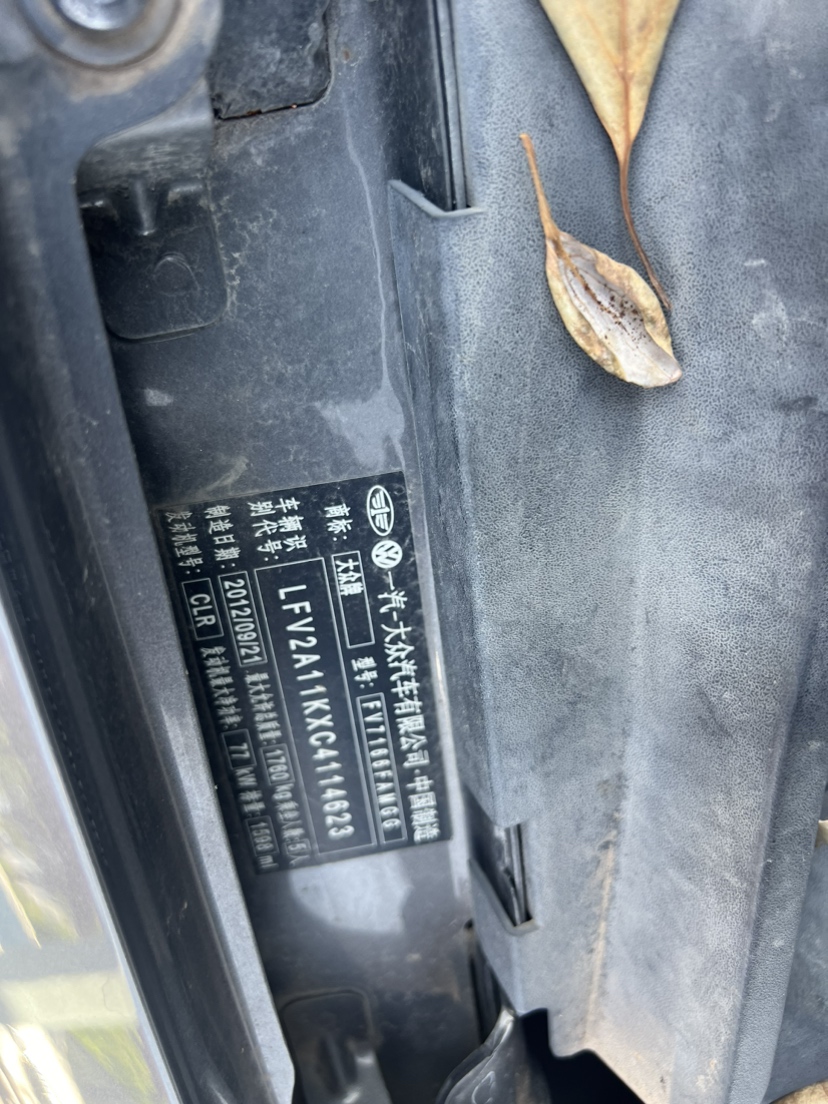 一汽-大众汽车有限公司·中国制造
商标: 大众牌 型号: FV7166FAMGG
车辆识别代号: LFV2A11KXC4114623
制造日期: 2012/09/21 最大允许总质量: 1760 kg 乘坐人数: 5人
发动机型号: CLR 发动机最大净功率: 77 kW 排量: 1598 ml